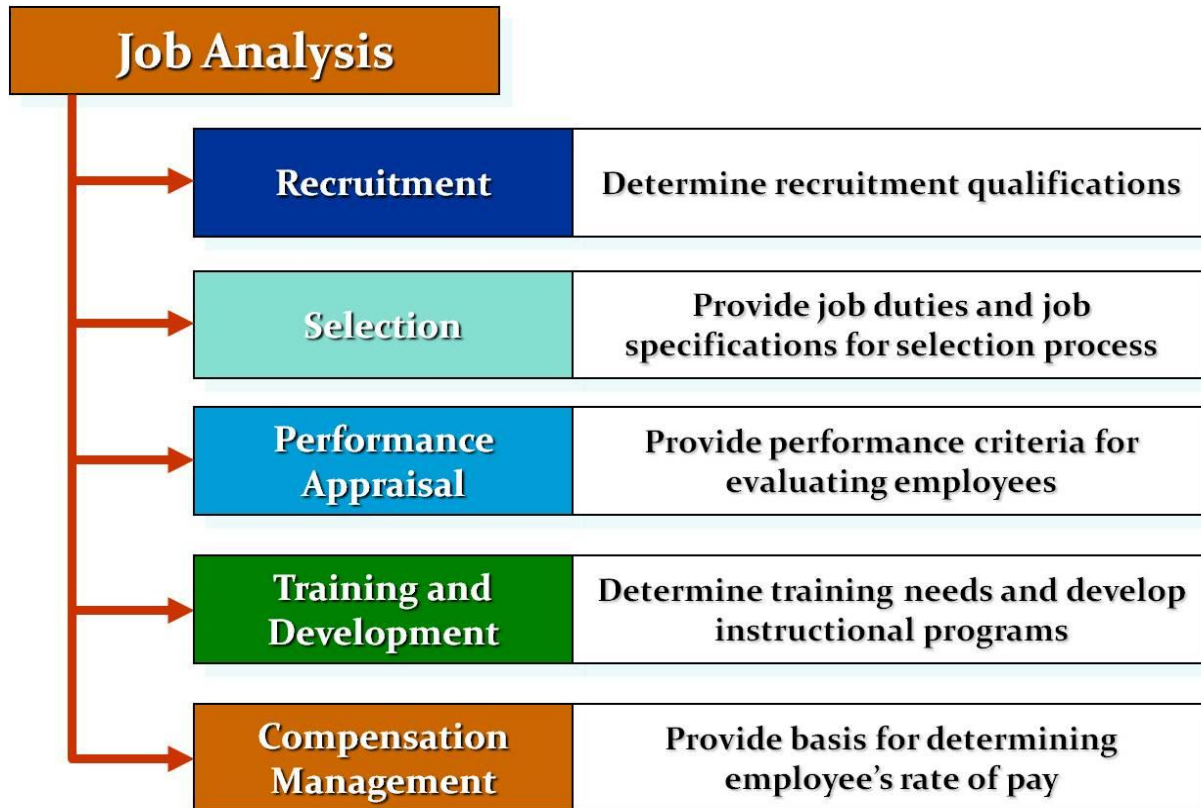 Job Analysis
Recruitment
Determine recruitment qualifications
Selection
Provide job duties and job
specifications for selection process
Performance
Appraisal
Provide performance criteria for
evaluating employees
Training and
Development
Determine training needs and develop
instructional programs
Compensation
Management
Provide basis for determining
employee’s rate of pay